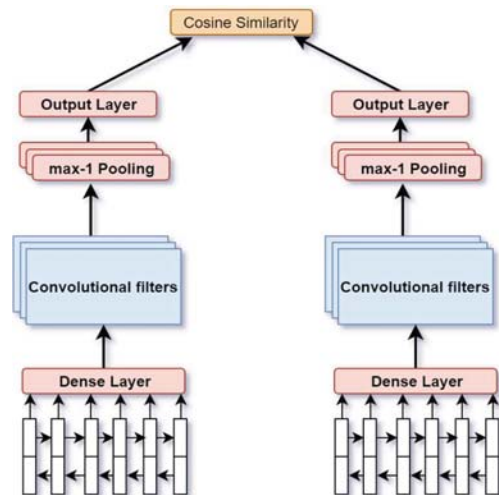 Cosine Similarity
Output Layer
Output Layer
max-1 Pooling
max-1 Pooling
Convolutional filters
Convolutional filters
Dense Layer
Dense Layer